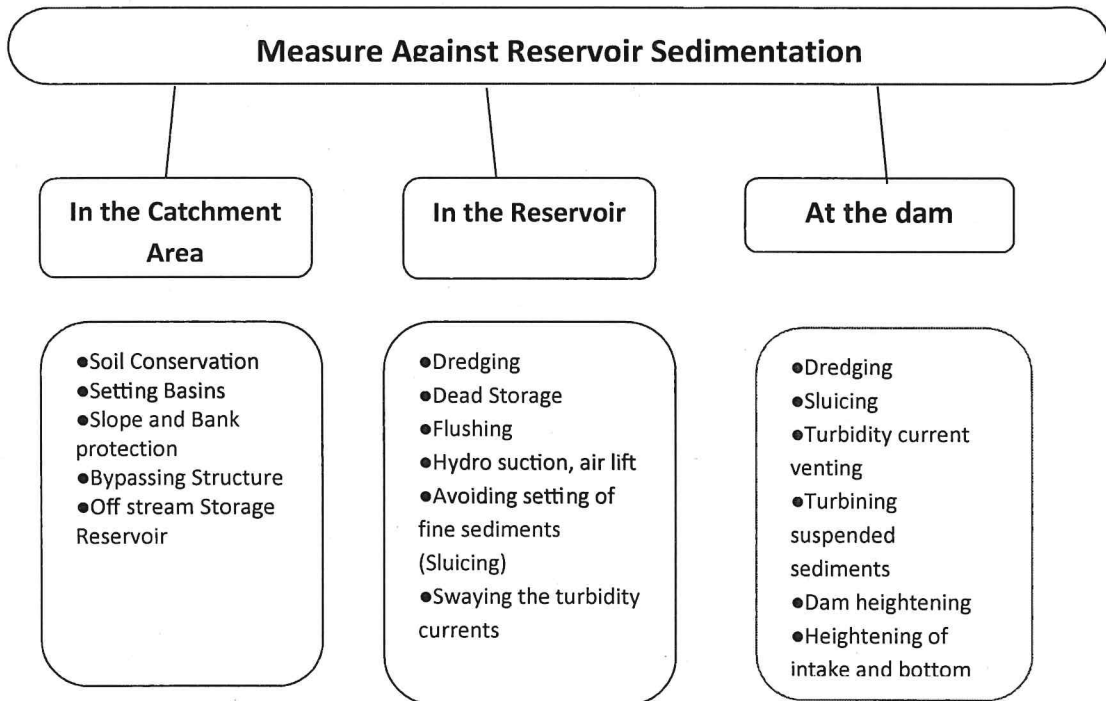 Measure Against Reservoir Sedimentation
In the Catchment
Area
In the Reservoir
At the dam
●Soil Conservation
●Setting Basins
●Slope and Bank
protection
●Bypassing Structure
●Off stream Storage
Reservoir
●Dredging
●Dead Storage
●Flushing
●Hydro suction, air lift
●Avoiding setting of
fine sediments
(Sluicing)
●Swaying the turbidity
currents
●Dredging
●Sluicing
●Turbidity current
venting
●Turbining
suspended
sediments
●Dam heightening
●Heightening of
intake and bottom